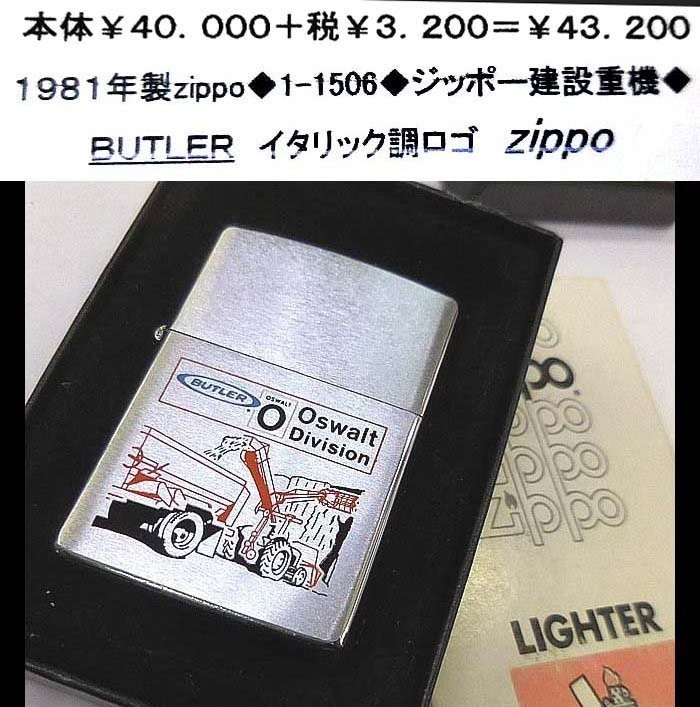 本体￥40. 000＋税￥3. 200＝￥43. 200
1981年製zippo◆1-1506◆ジッポー建設重機◆
BUTLER イタリック調ロゴ zippo
BUTLER
OSWALT
Oswalt
Division
LIGHTER